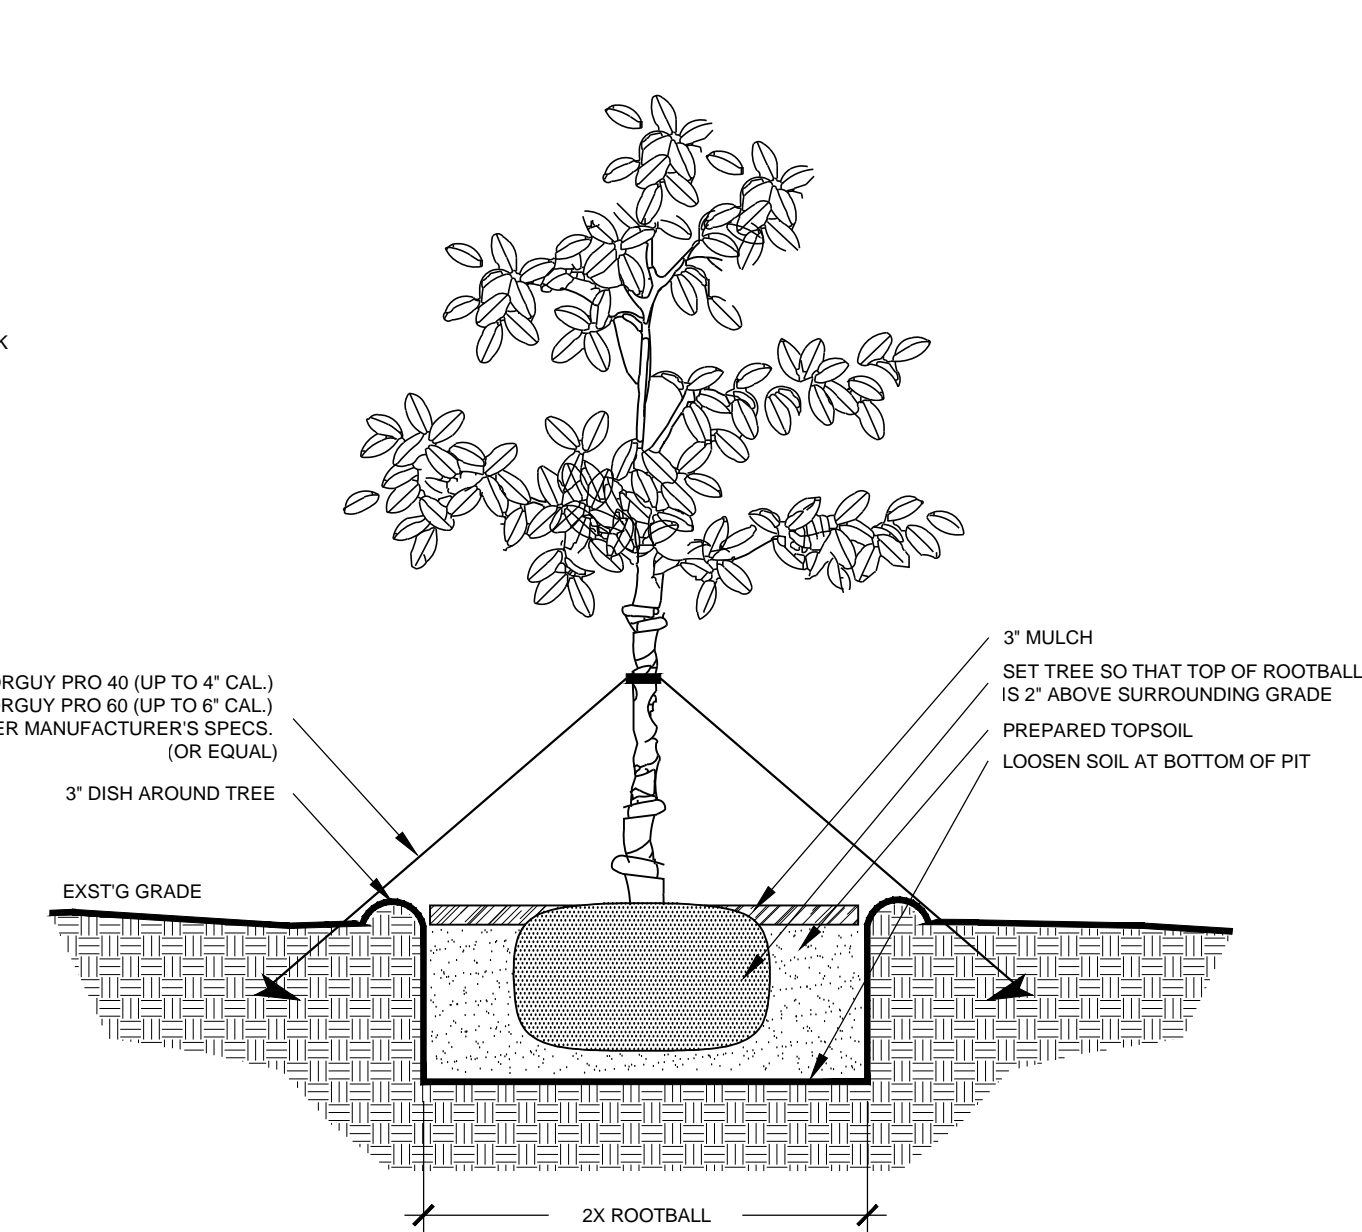 K
ORGUY PRO 40 (UP TO 4" CAL.)
ORGUY PRO 60 (UP TO 6" CAL.)
ER MANUFACTURER'S SPECS.
(OR EQUAL)
3" DISH AROUND TREE
EXST'G GRADE
3" MULCH
SET TREE SO THAT TOP OF ROOTBALL
IS 2" ABOVE SURROUNDING GRADE
PREPARED TOPSOIL
LOOSEN SOIL AT BOTTOM OF PIT
2X ROOTBALL